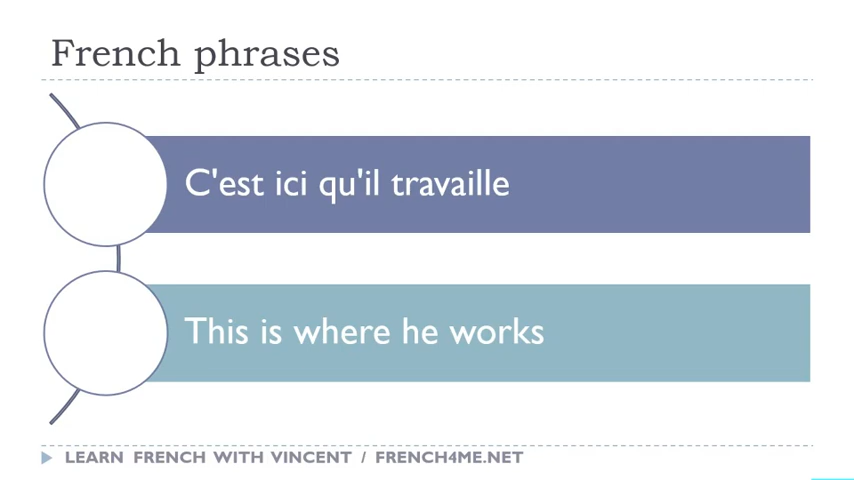 French phrases
C'est ici qu'il travaille
This is where he works
LEARN FRENCH WITH VINCENT / FRENCH4ME.NET